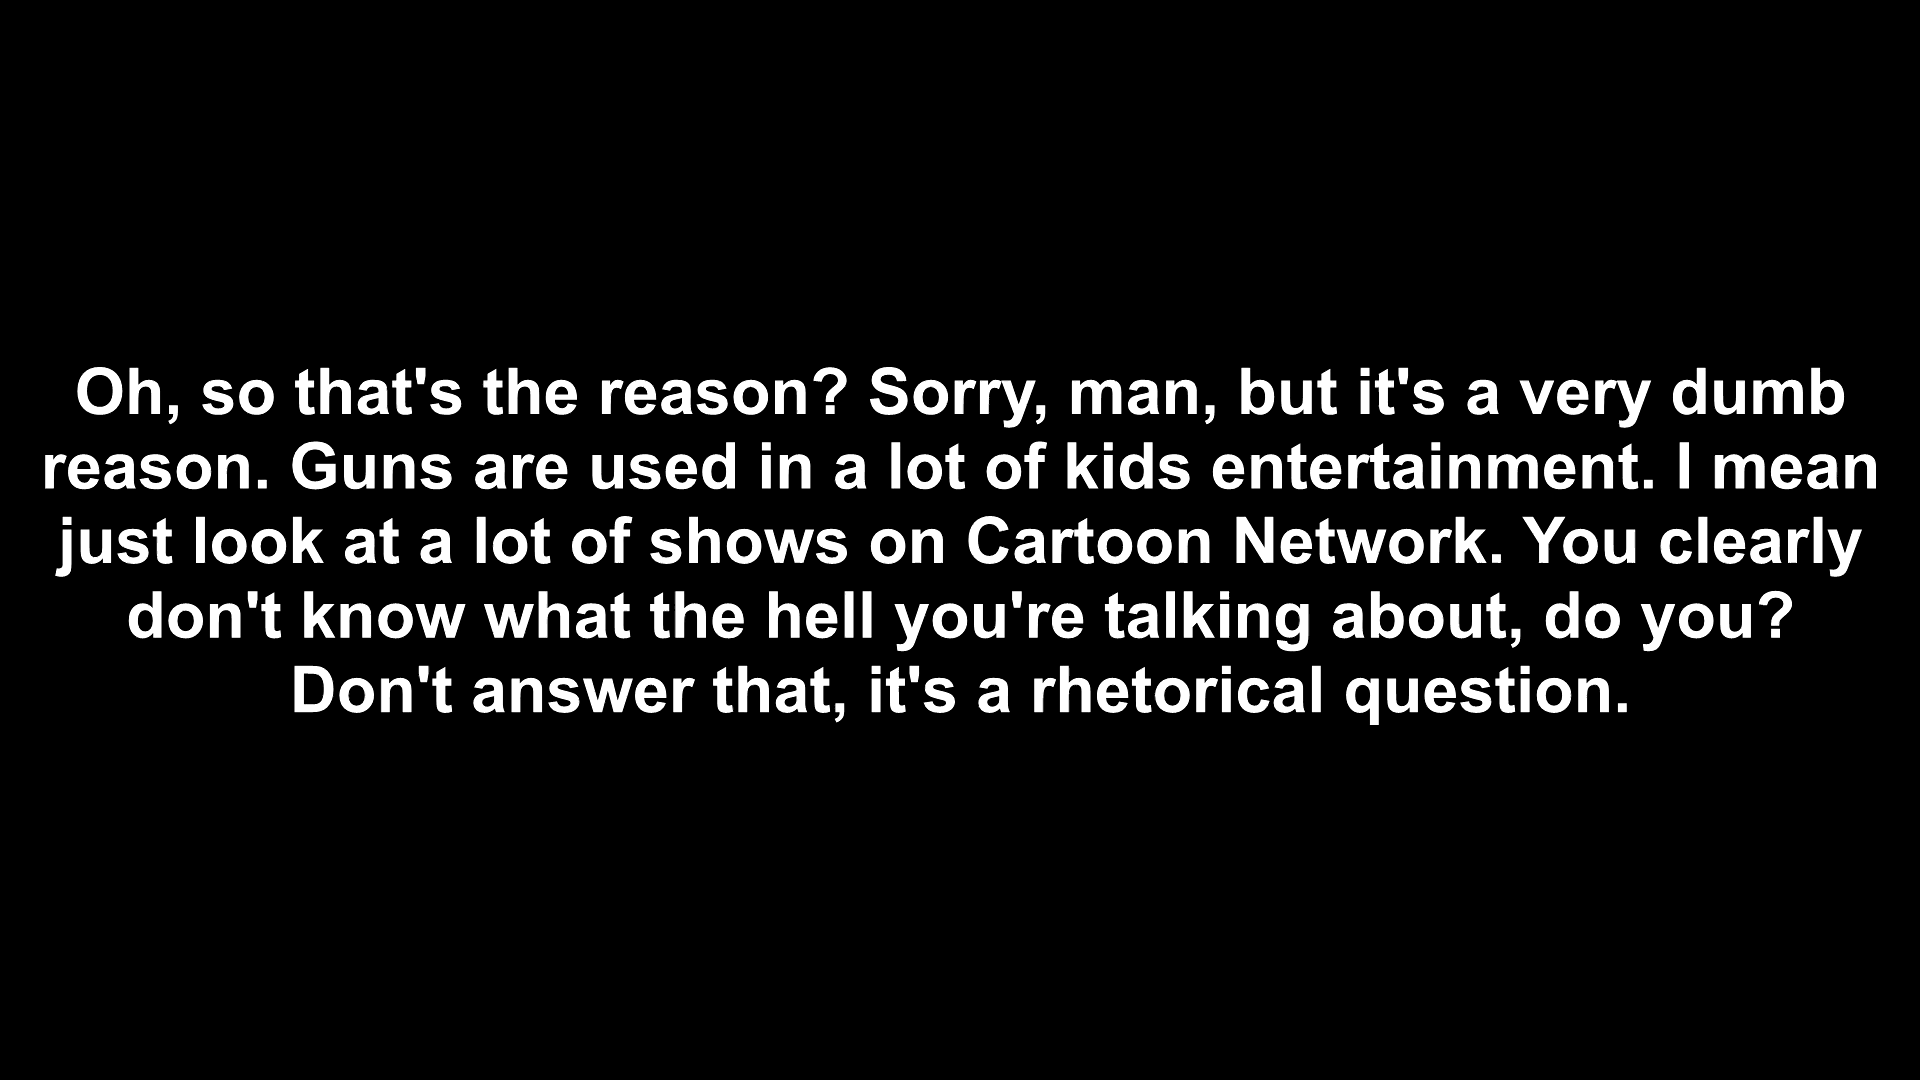 Oh, so that's the reason? Sorry, man, but it's a very dumb
reason. Guns are used in a lot of kids entertainment. I mean
just look at a lot of shows on Cartoon Network. You clearly
don't know what the hell you're talking about, do you?
Don't answer that, it's a rhetorical question.